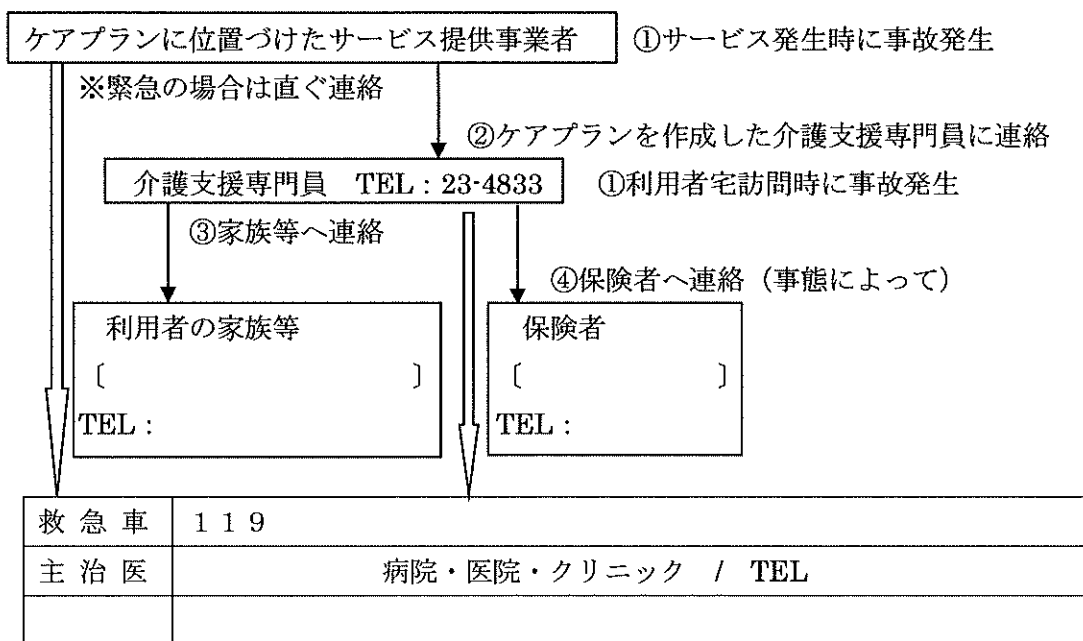 ケアプランに位置づけたサービス提供事業者 ①サービス発生時に事故発生
※緊急の場合は直ぐ連絡
②ケアプランを作成した介護支援専門員に連絡
介護支援専門員 TEL：23-4833 ①利用者宅訪問時に事故発生
③家族等へ連絡
④保険者へ連絡（事態によって）
利用者の家族等
〔 〕
TEL：
保険者
〔 〕
TEL：
救急車 １１９
主治医 病院・医院・クリニック / TEL